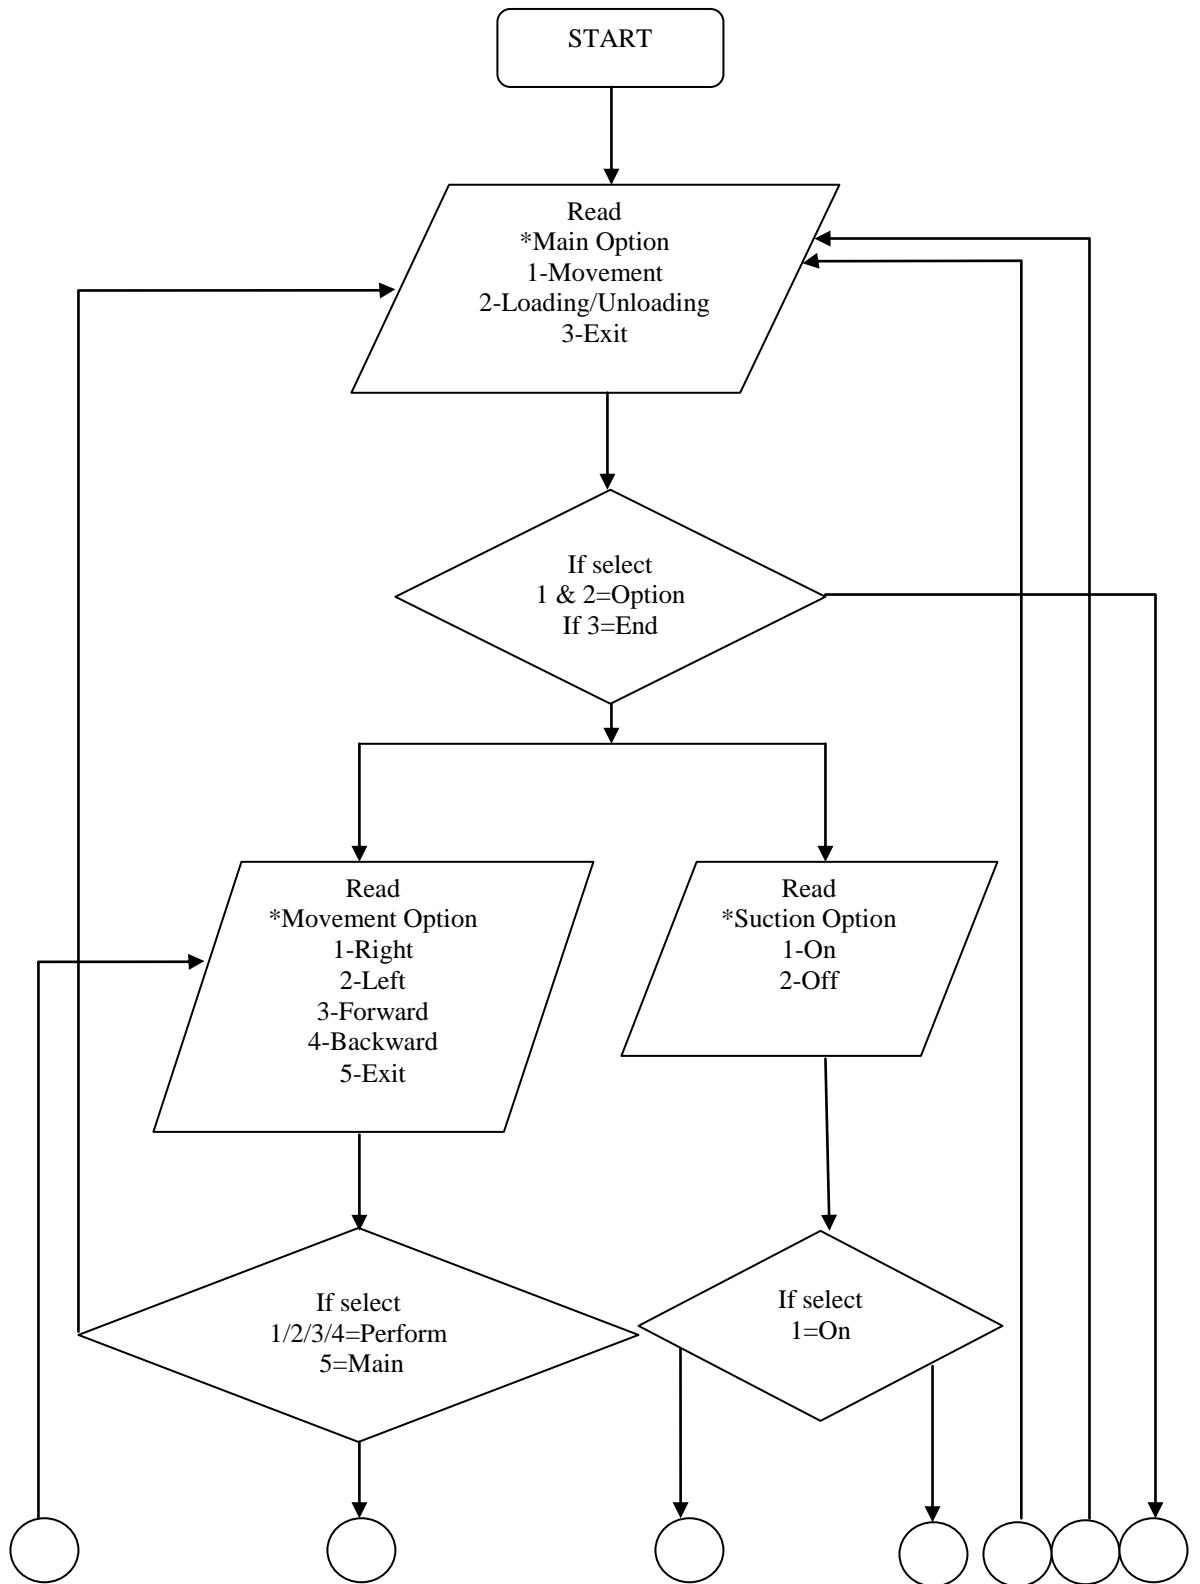 START
Read
*Main Option
1-Movement
2-Loading/Unloading
3-Exit
If select
1 & 2=Option
If 3=End
Read
*Movement Option
1-Right
2-Left
3-Forward
4-Backward
5-Exit
Read
*Suction Option
1-On
2-Off
If select
1/2/3/4=Perform
5=Main
If select
1=On